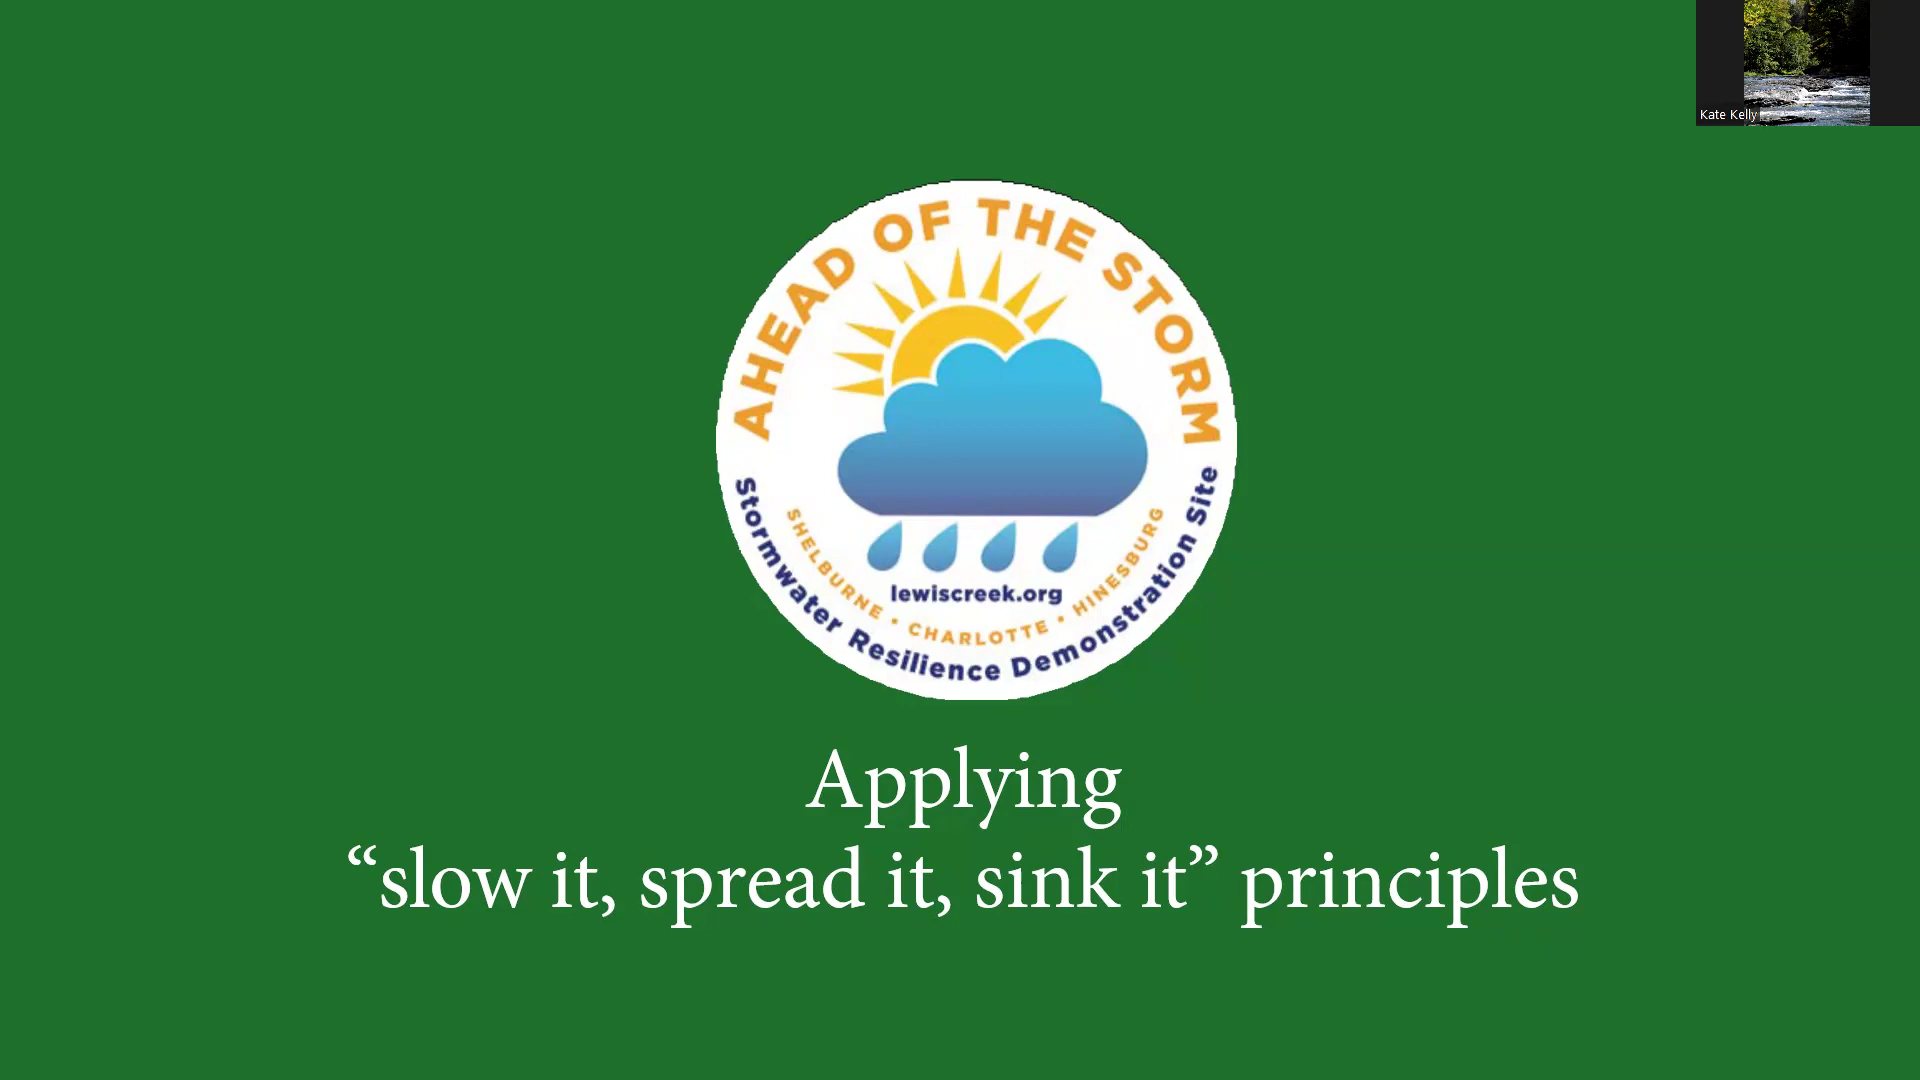 Kate Kelly
AHEAD OF THE STORM
lewiscreek.org
SHELBURNE • CHARLOTTE • HINESBURG
Stormwater Resilience Demonstration Site
Applying
“slow it, spread it, sink it” principles